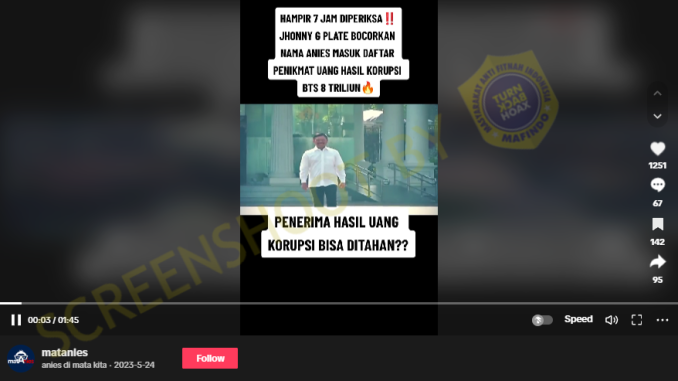 HAMPIR 7 JAM DIPERIKSA‼️
JHONNY G PLATE BOCORKAN
NAMA ANIES MASUK DAFTAR
PENIKMAT UANG HASIL KORUPSI
BTS 8 TRILIUN🔥
MASYARAKAT ANTI FITNAH INDONESIA
TURN
BACK
HOAX
MAFINDO
SCREENSHOOT BY
PENERIMA HASIL UANG
KORUPSI BISA DITAHAN??
1251
67
142
95
00:03 / 01:45
Speed
matanies
anies di mata kita · 2023-5-24
Follow